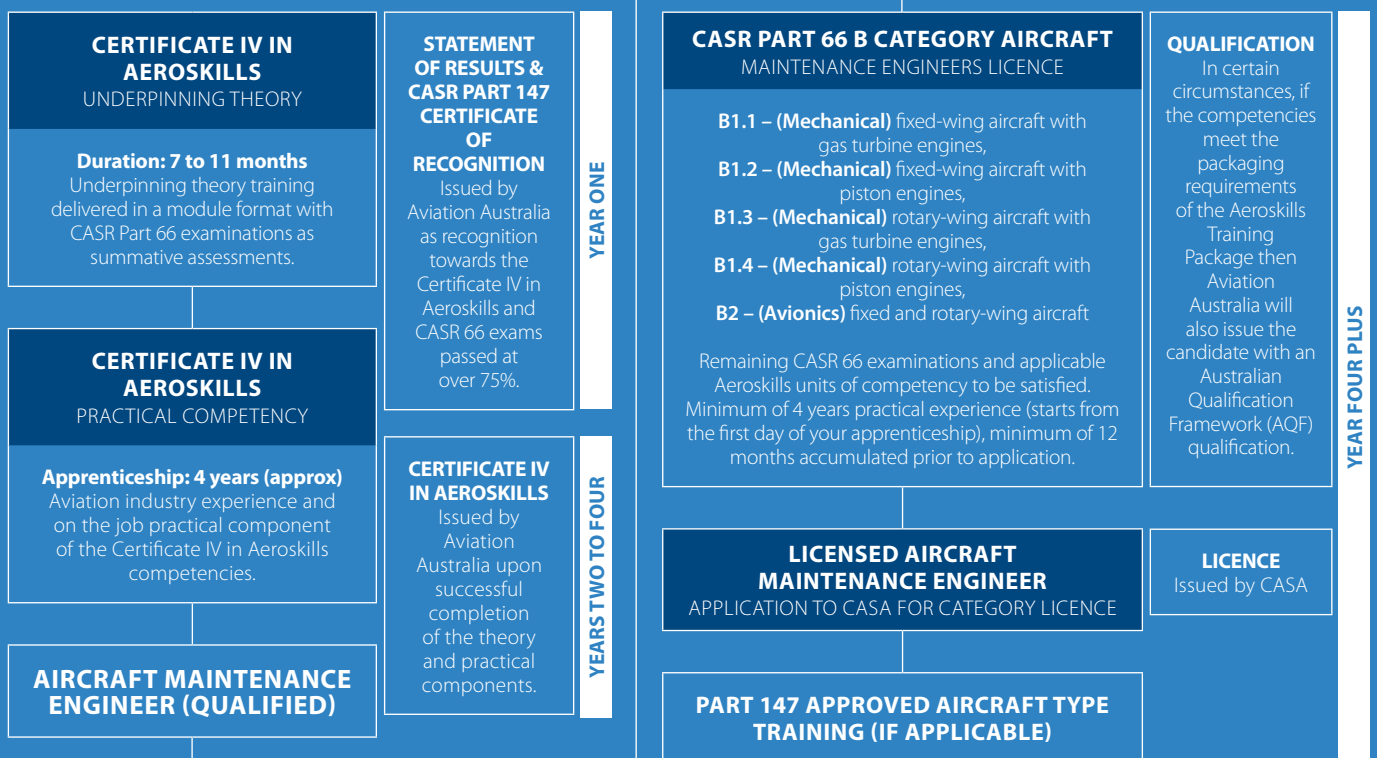 CERTIFICATE IV IN
AEROSKILLS
UNDERPINNING THEORY
Duration: 7 to 11 months
Underpinning theory training
delivered in a module format with
CASR Part 66 examinations as
summative assessments.
STATEMENT
OF RESULTS &
CASR PART 147
CERTIFICATE
OF
RECOGNITION
Issued by
Aviation Australia
as recognition
towards the
Certificate IV in
Aeroskills and
CASR 66 exams
passed at
over 75%.
YEAR ONE
CERTIFICATE IV IN
AEROSKILLS
PRACTICAL COMPETENCY
Apprenticeship: 4 years (approx)
Aviation industry experience and
on the job practical component
of the Certificate IV in Aeroskills
competencies.
CERTIFICATE IV
IN AEROSKILLS
Issued by
Aviation
Australia upon
successful
completion
of the theory
and practical
components.
YEARS TWO TO FOUR
AIRCRAFT MAINTENANCE
ENGINEER (QUALIFIED)
CASR PART 66 B CATEGORY AIRCRAFT
MAINTENANCE ENGINEERS LICENCE
B1.1 – (Mechanical) fixed-wing aircraft with
gas turbine engines,
B1.2 – (Mechanical) fixed-wing aircraft with
piston engines,
B1.3 – (Mechanical) rotary-wing aircraft with
gas turbine engines,
B1.4 – (Mechanical) rotary-wing aircraft with
piston engines,
B2 – (Avionics) fixed and rotary-wing aircraft
Remaining CASR 66 examinations and applicable
Aeroskills units of competency to be satisfied.
Minimum of 4 years practical experience (starts from
the first day of your apprenticeship), minimum of 12
months accumulated prior to application.
QUALIFICATION
In certain
circumstances, if
the competencies
meet the
packaging
requirements
of the Aeroskills
Training
Package then
Aviation
Australia will
also issue the
candidate with an
Australian
Qualification
Framework (AQF)
qualification.
YEAR FOUR PLUS
LICENSED AIRCRAFT
MAINTENANCE ENGINEER
APPLICATION TO CASA FOR CATEGORY LICENCE
LICENCE
Issued by CASA
PART 147 APPROVED AIRCRAFT TYPE
TRAINING (IF APPLICABLE)